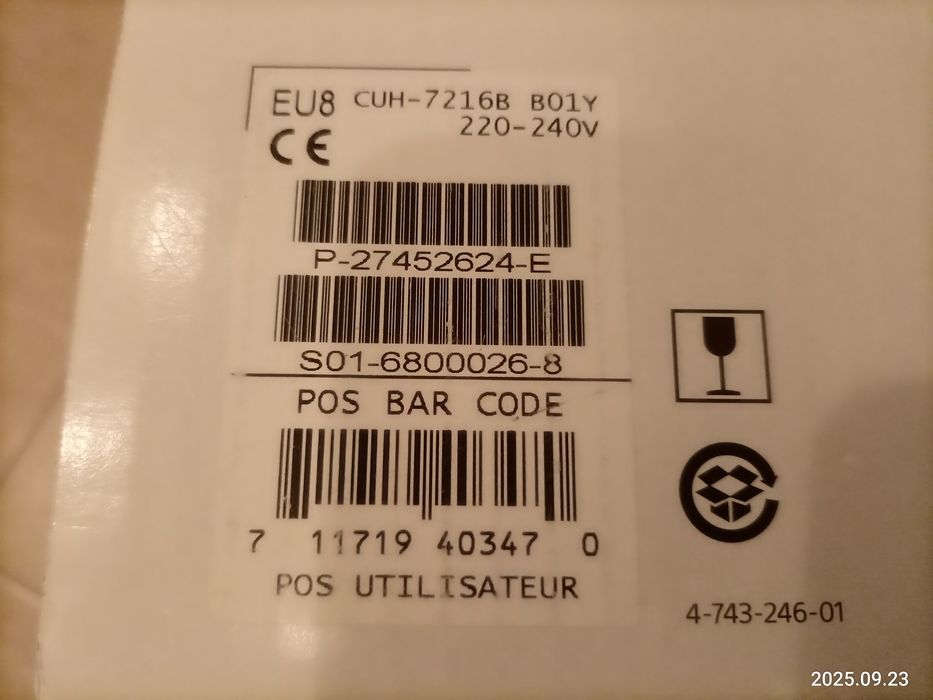 EU8 CUH-7216B B01Y
220-240V
CE
P-27452624-E
S01-6800026-8
POS BAR CODE
7 11719 40347 0
POS UTILISATEUR
4-743-246-01
2025.09.23